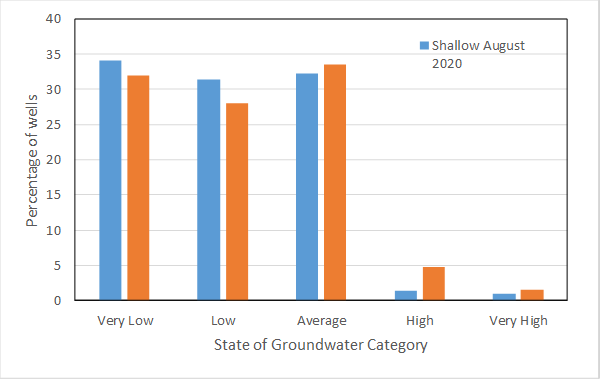 40
35
30
25
20
15
10
5
0
Percentage of wells
Shallow August
2020
Very Low Low Average High Very High
State of Groundwater Category